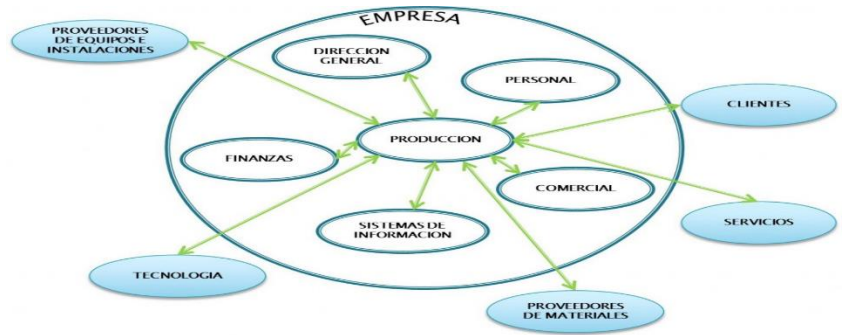 EMPRESA
PROVEEDORES
DE EQUIPOS E
INSTALACIONES
DIRECCION
GENERAL
PERSONAL
CLIENTES
PRODUCCION
FINANZAS
COMERCIAL
SERVICIOS
SISTEMAS DE
INFORMACION
TECNOLOGIA
PROVEEDORES
DE MATERIALES